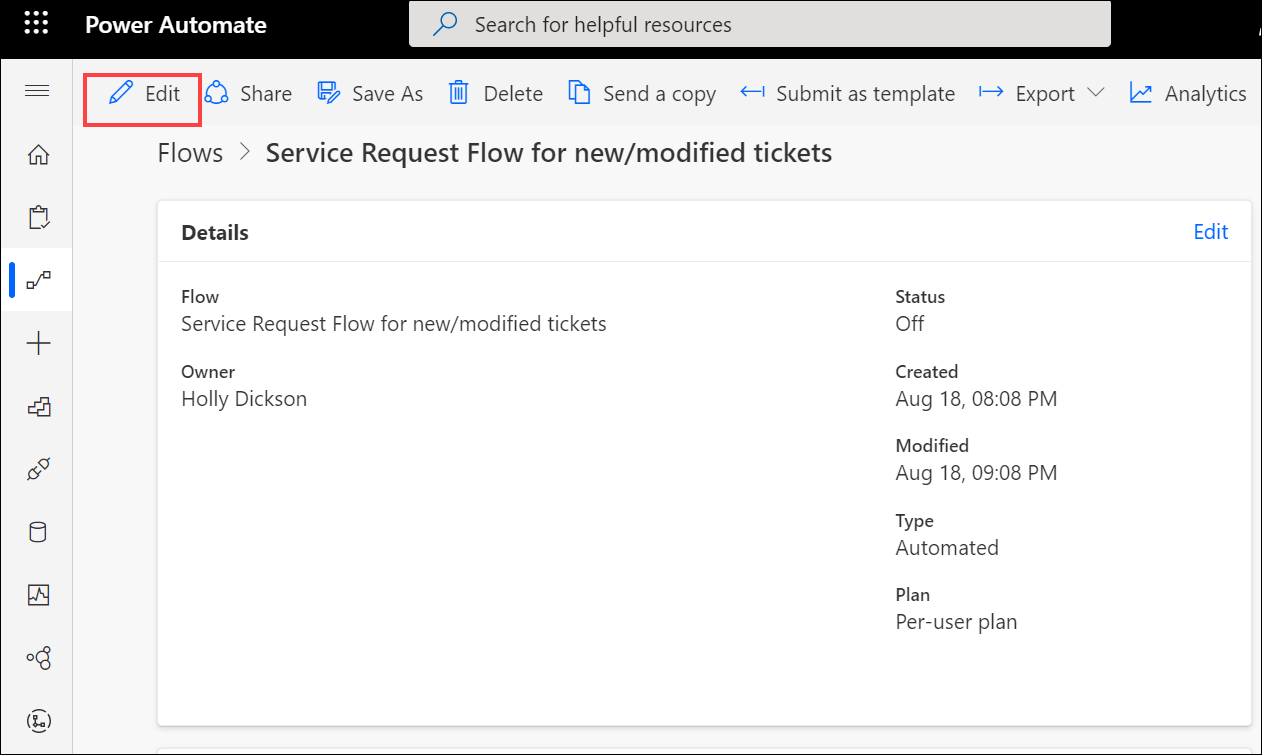 Power Automate
Search for helpful resources
Edit Share Save As Delete Send a copy Submit as template Export Analytics
Flows > Service Request Flow for new/modified tickets
Details Edit
Flow
Service Request Flow for new/modified tickets
Owner
Holly Dickson
Status
Off
Created
Aug 18, 08:08 PM
Modified
Aug 18, 09:08 PM
Type
Automated
Plan
Per-user plan